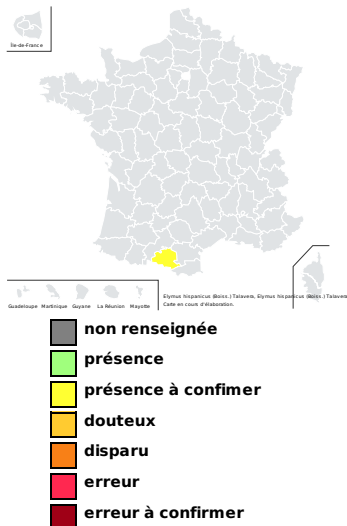 Île-de-France
Guadeloupe Martinique Guyane La Réunion Mayotte
Elymus hispanicus (Boiss.) Talavera, Elymus hispanicus (Boiss.) Talavera
Carte en cours d'élaboration.
non renseignée
présence
présence à confimer
douteux
disparu
erreur
erreur à confirmer